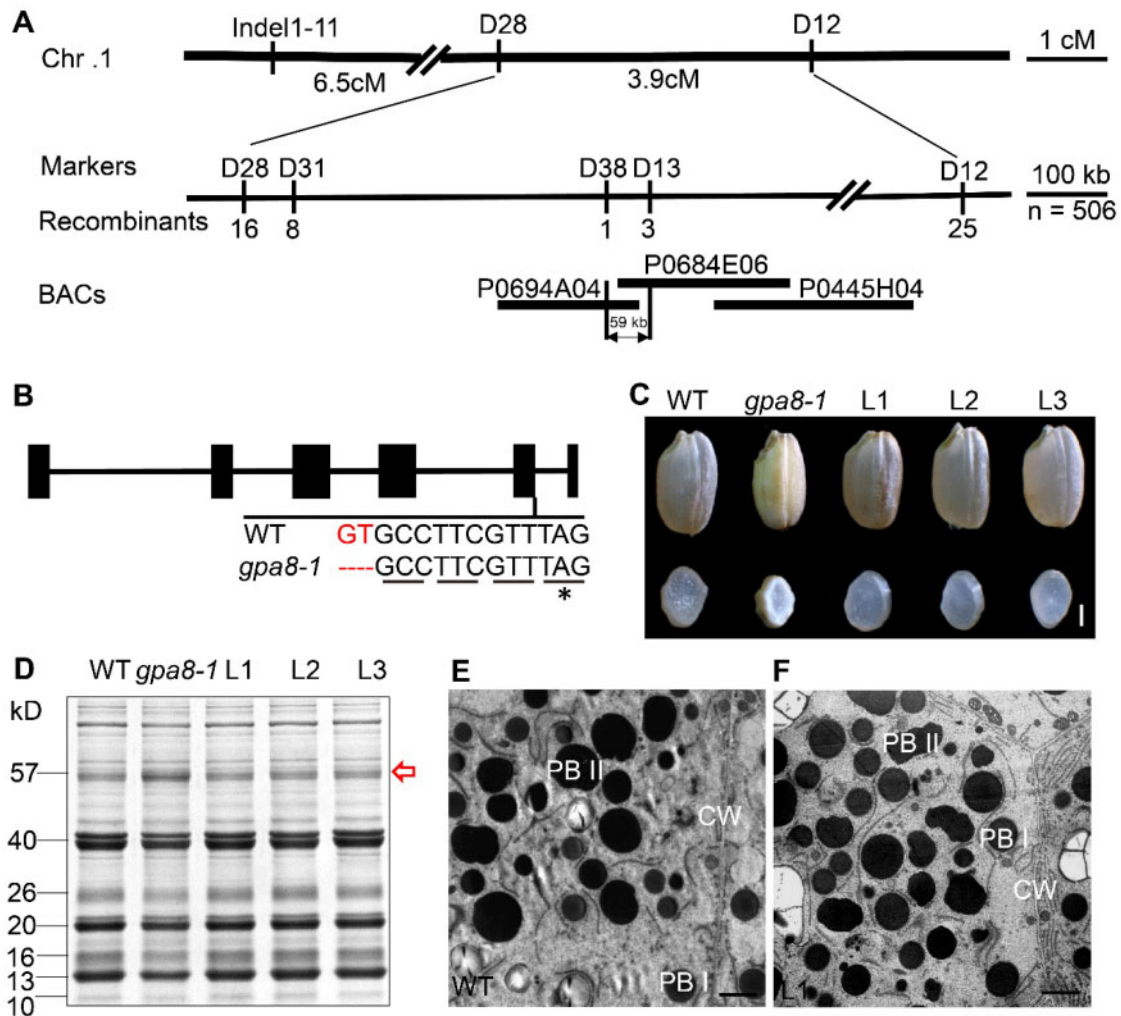 A
Indel1-11 D28 D12
Chr .1
1 cM
6.5cM 3.9cM
Markers
D28 D31 D38 D13 D12
100 kb
Recombinants
16 8 1 3 25
n = 506
BACs
P0684E06
P0694A04 P0445H04
59 kb
B
WT GTGCCTTCGTTTAG
gpa8-1 ----GCCTTCGTTTAG
*
C
WT gpa8-1 L1 L2 L3
D
WT gpa8-1 L1 L2 L3
kD
57
40
26
20
16
13
10
E
PB II
CW
WT
PB I
F
PB II
PB I
CW
L1